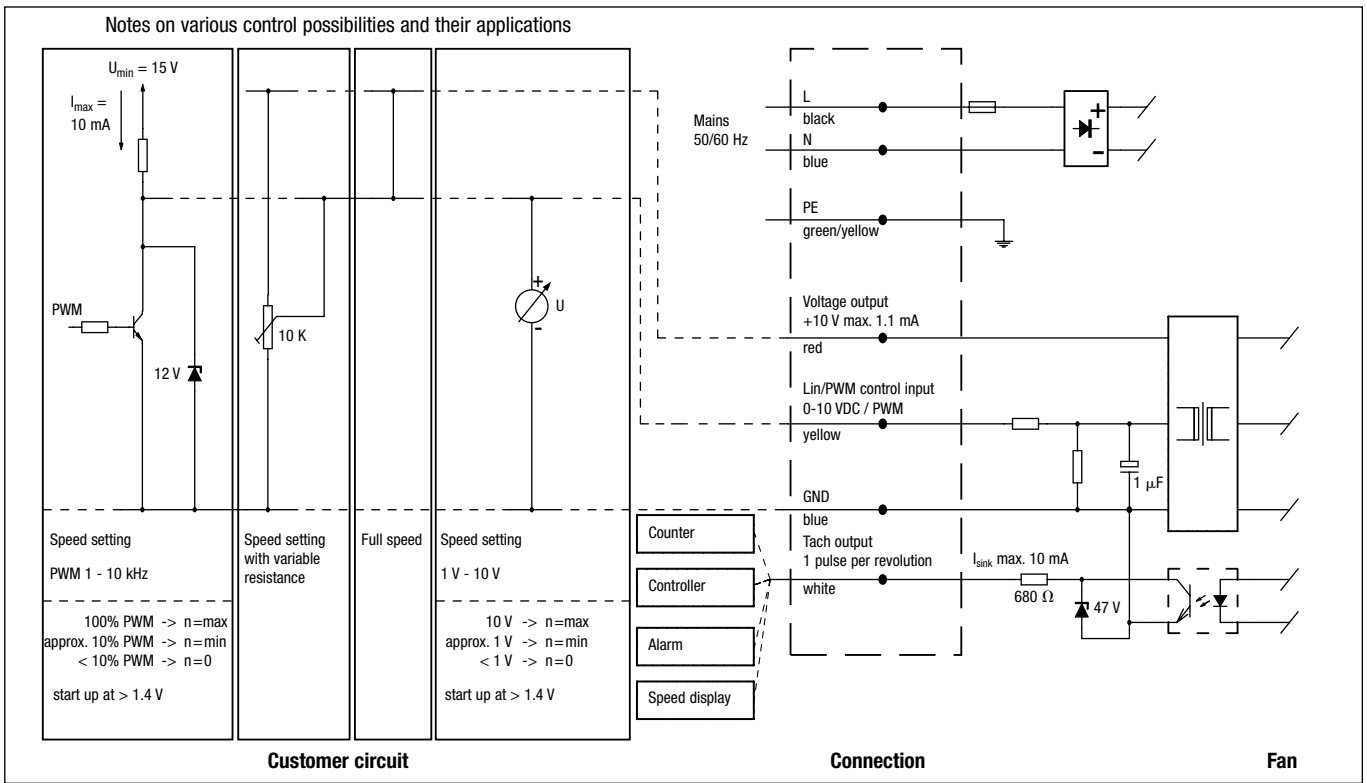 Notes on various control possibilities and their applications
Umin = 15 V
Imax =
10 mA
PWM
12 V
Speed setting
PWM 1 - 10 kHz
100% PWM -> n=max
approx. 10% PWM -> n=min
< 10% PWM -> n=0
start up at > 1.4 V
10 K
Speed setting
with variable
resistance
Full speed
+
U
-
Speed setting
1 V - 10 V
10 V -> n=max
approx. 1 V -> n=min
< 1 V -> n=0
start up at > 1.4 V
Counter
Controller
Alarm
Speed display
Mains
50/60 Hz
L
black
N
blue
PE
green/yellow
Voltage output
+10 V max. 1.1 mA
red
Lin/PWM control input
0-10 VDC / PWM
yellow
GND
blue
Tach output
1 pulse per revolution
white
+
-
1 µF
Isink max. 10 mA
680 Ω
47 V
Customer circuit
Connection
Fan